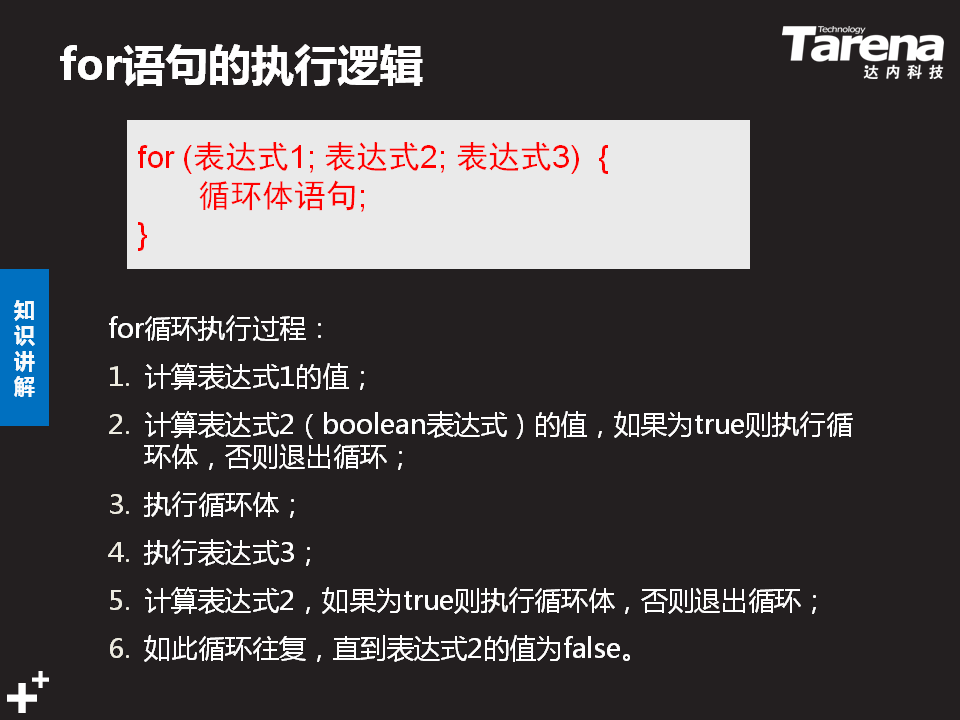 for语句的执行逻辑
Technology
Tarena
达内科技
for (表达式1; 表达式2; 表达式3) {
循环体语句;
}
知识讲解
for循环执行过程：
1. 计算表达式1的值；
2. 计算表达式2（boolean表达式）的值，如果为true则执行循
环体，否则退出循环；
3. 执行循环体；
4. 执行表达式3；
5. 计算表达式2，如果为true则执行循环体，否则退出循环；
6. 如此循环往复，直到表达式2的值为false。